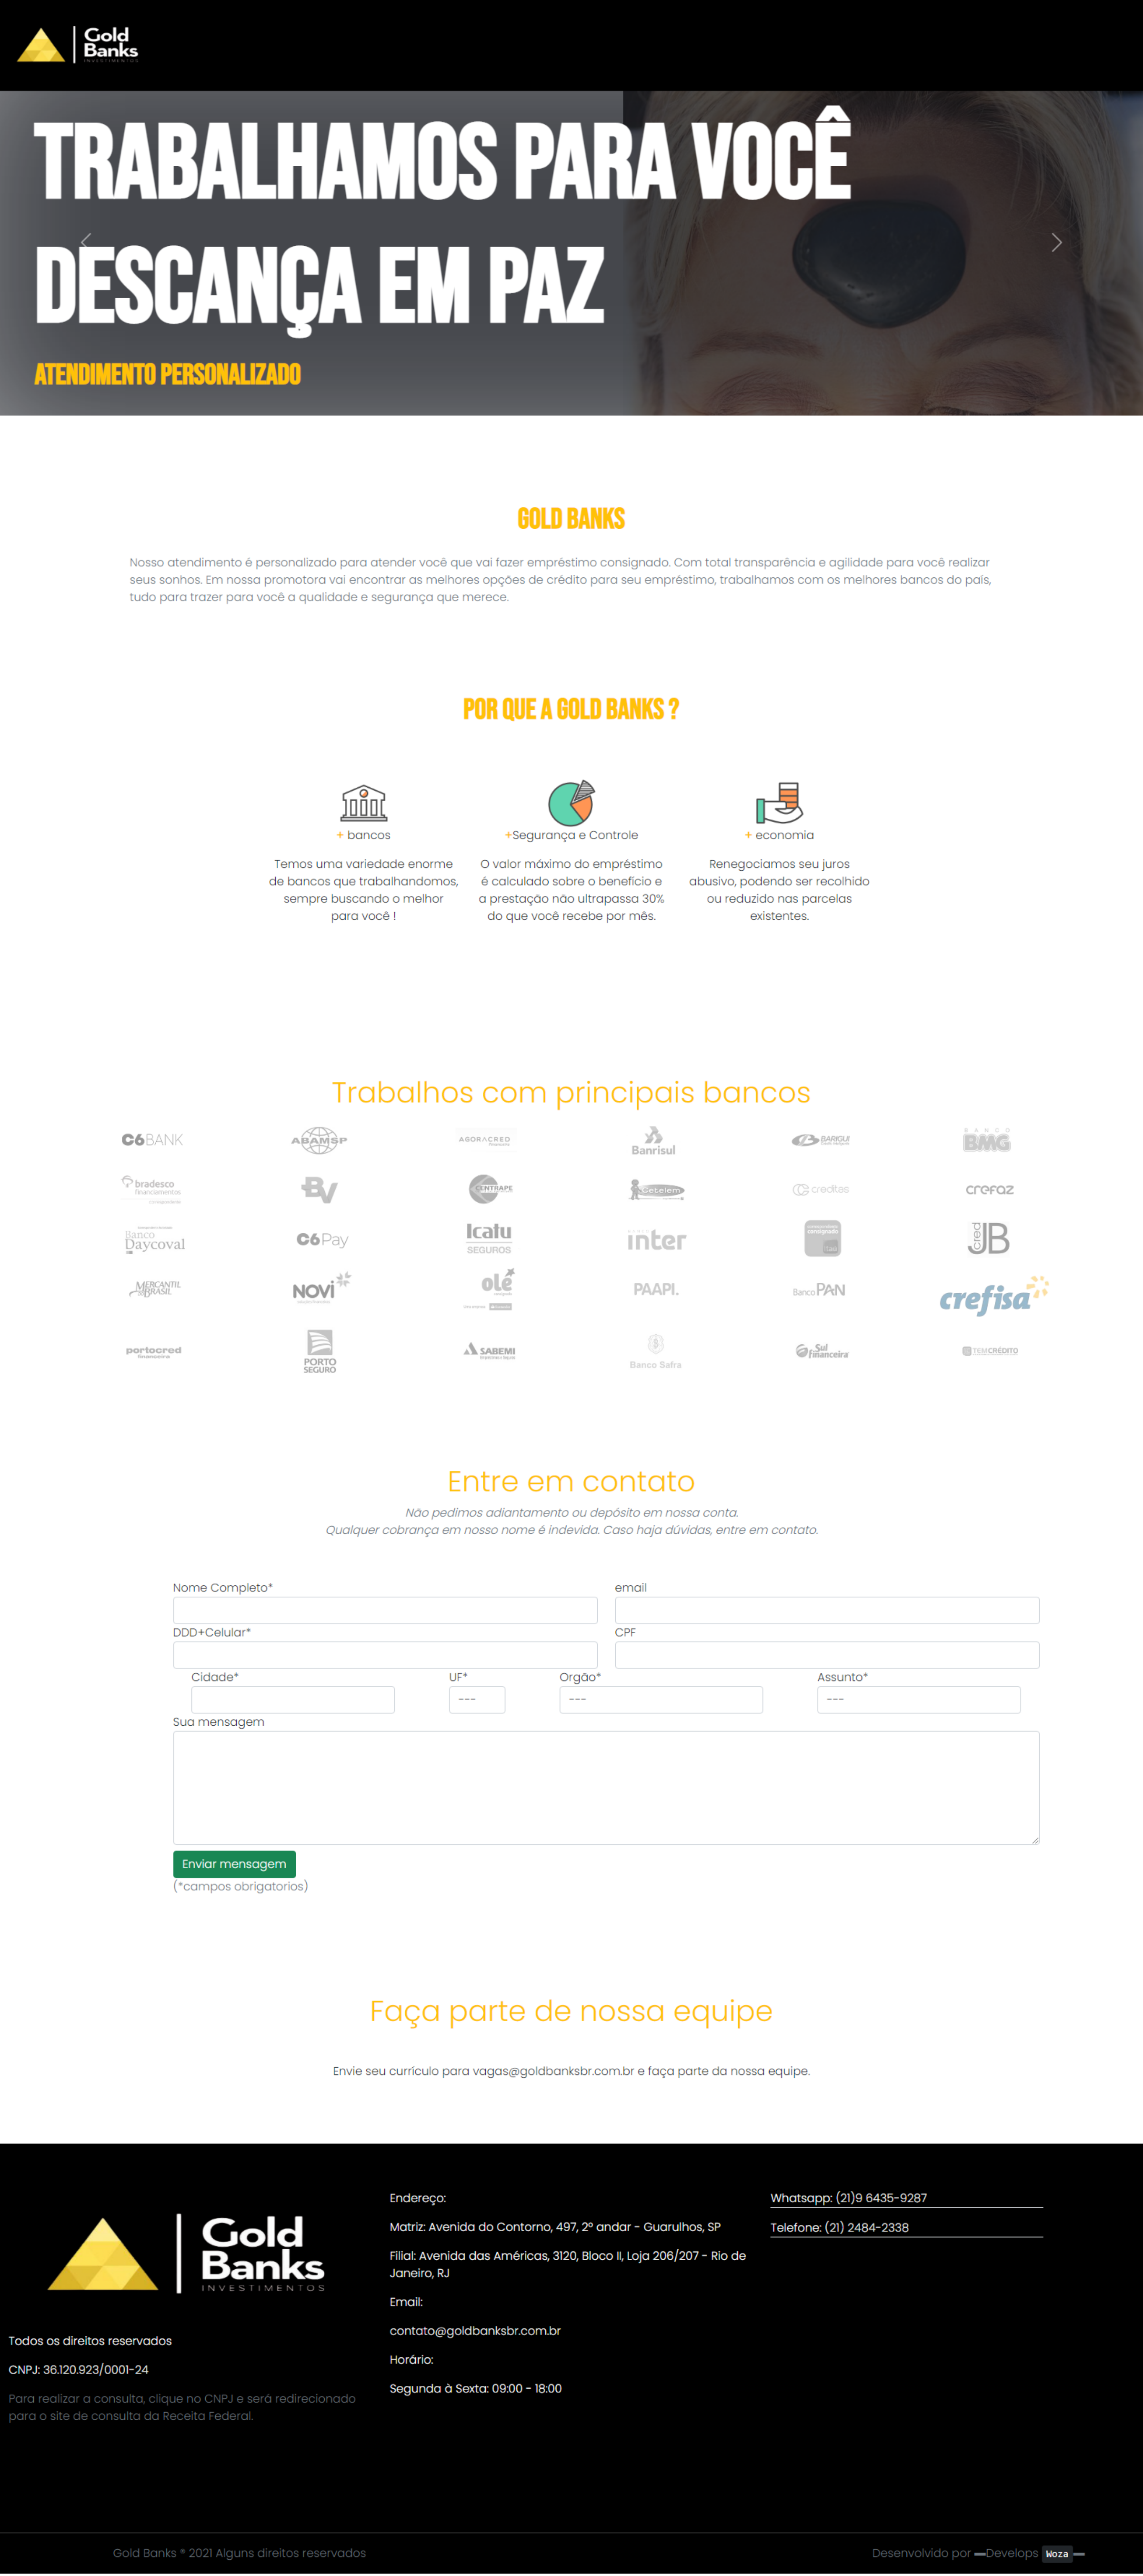 Gold
Banks
INVESTIMENTOS
TRABALHAMOS PARA VOCÊ
DESCANÇA EM PAZ
ATENDIMENTO PERSONALIZADO
GOLD BANKS
Nosso atendimento é personalizado para atender você que vai fazer empréstimo consignado. Com total transparência e agilidade para você realizar
seus sonhos. Em nossa promotora vai encontrar as melhores opções de crédito para seu empréstimo, trabalhamos com os melhores bancos do país,
tudo para trazer para você a qualidade e segurança que merece.
POR QUE A GOLD BANKS ?
+ bancos
Temos uma variedade enorme
de bancos que trabalhandomos,
sempre buscando o melhor
para você !
+Segurança e Controle
O valor máximo do empréstimo
é calculado sobre o benefício e
a prestação não ultrapassa 30%
do que você recebe por mês.
+ economia
Renegociamos seu juros
abusivo, podendo ser recolhido
ou reduzido nas parcelas
existentes.
Trabalhos com principais bancos
C6BANK
ABAMSP
AGORACRED
Banrisul
BARIGUI
BANCO
BMG
bradesco
financiamentos
BV
CENTRAPE
Cetelem
creditas
crefaz
Banco
Daycoval
C6Pay
Icatu
SEGUROS
inter
consignado
cred
JB
MERCANTIL
DO BRASIL
NOVI
olé
PAAPI.
Banco PAN
crefisa
portocred
financeira
PORTO
SEGURO
SABEMI
Banco Safra
Sul
financeira
TEM CRÉDITO
Entre em contato
Não pedimos adiantamento ou depósito em nossa conta.
Qualquer cobrança em nosso nome é indevida. Caso haja dúvidas, entre em contato.
Nome Completo*
email
DDD+Celular*
CPF
Cidade*
UF*
Orgão*
Assunto*
---
---
---
Sua mensagem
Enviar mensagem
(*campos obrigatorios)
Faça parte de nossa equipe
Envie seu currículo para vagas@goldbanksbr.com.br e faça parte da nossa equipe.
Gold
Banks
INVESTIMENTOS
Todos os direitos reservados
CNPJ: 36.120.923/0001-24
Para realizar a consulta, clique no CNPJ e será redirecionado
para o site de consulta da Receita Federal.
Endereço:
Matriz: Avenida do Contorno, 497, 2º andar - Guarulhos, SP
Filial: Avenida das Américas, 3120, Bloco II, Loja 206/207 - Rio de
Janeiro, RJ
Email:
contato@goldbanksbr.com.br
Horário:
Segunda à Sexta: 09:00 - 18:00
Whatsapp: (21)9 6435-9287
Telefone: (21) 2484-2338
Gold Banks ® 2021 Alguns direitos reservados
Desenvolvido por Develops Woza